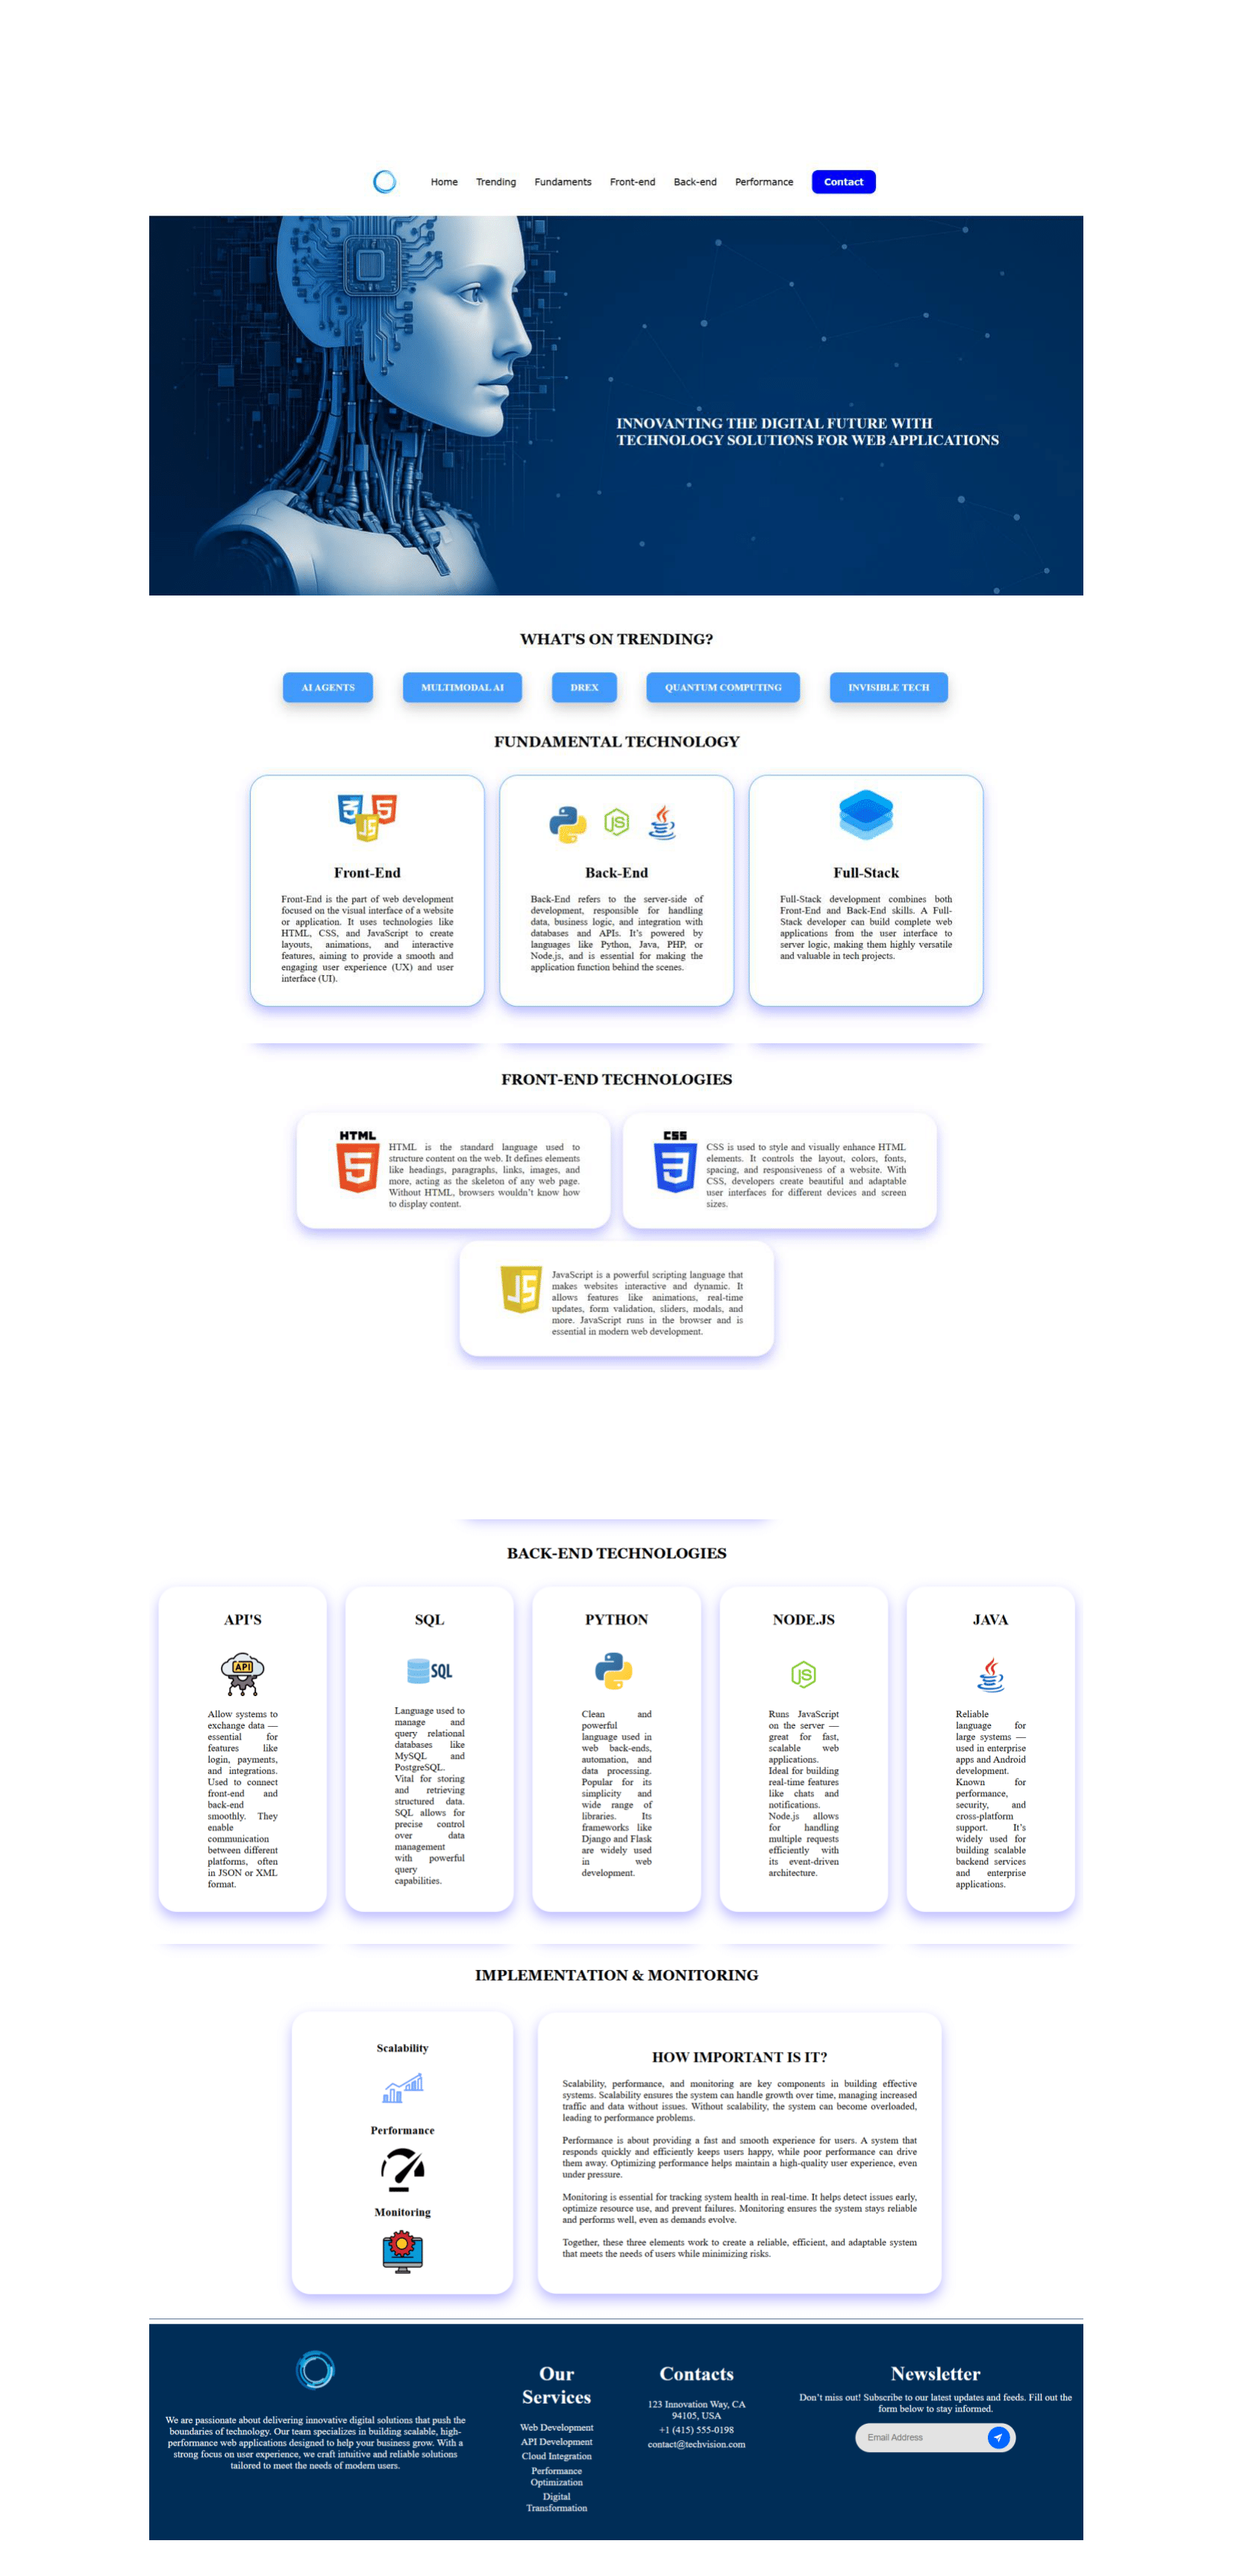 Home Trending Fundaments Front-end Back-end Performance Contact
INNOVANTING THE DIGITAL FUTURE WITH
TECHNOLOGY SOLUTIONS FOR WEB APPLICATIONS
WHAT'S ON TRENDING?
AI AGENTS MULTIMODAL AI DREX QUANTUM COMPUTING INVISIBLE TECH
FUNDAMENTAL TECHNOLOGY
3 5
JS
Front-End
Front-End is the part of web development
focused on the visual interface of a website
or application. It uses technologies like
HTML, CSS, and JavaScript to create
layouts, animations, and interactive
features, aiming to provide a smooth and
engaging user experience (UX) and user
interface (UI).
JS
Back-End
Back-End refers to the server-side of
development, responsible for handling
data, business logic, and integration with
databases and APIs. It's powered by
languages like Python, Java, PHP, or
Node.js, and is essential for making the
application function behind the scenes.
Full-Stack
Full-Stack development combines both
Front-End and Back-End skills. A Full-
Stack developer can build complete web
applications from the user interface to
server logic, making them highly versatile
and valuable in tech projects.
FRONT-END TECHNOLOGIES
HTML
5
HTML is the standard language used to
structure content on the web. It defines elements
like headings, paragraphs, links, images, and
more, acting as the skeleton of any web page.
Without HTML, browsers wouldn't know how
to display content.
CSS
3
CSS is used to style and visually enhance HTML
elements. It controls the layout, colors, fonts,
spacing, and responsiveness of a website. With
CSS, developers create beautiful and adaptable
user interfaces for different devices and screen
sizes.
JS
JavaScript is a powerful scripting language that
makes websites interactive and dynamic. It
allows features like animations, real-time
updates, form validation, sliders, modals, and
more. JavaScript runs in the browser and is
essential in modern web development.
BACK-END TECHNOLOGIES
API'S
API
Allow systems to
exchange data —
essential for
features like
login, payments,
and integrations.
Used to connect
front-end and
back-end
smoothly. They
enable
communication
between different
platforms, often
in JSON or XML
format.
SQL
SQL
Language used to
manage and
query relational
databases like
MySQL and
PostgreSQL.
Vital for storing
and retrieving
structured data.
SQL allows for
precise control
over data
management
with powerful
query
capabilities.
PYTHON
Clean and
powerful
language used in
web back-ends,
automation, and
data processing.
Popular for its
simplicity and
wide range of
libraries. Its
frameworks like
Django and Flask
are widely used
in web
development.
NODE.JS
JS
Runs JavaScript
on the server —
great for fast,
scalable web
applications.
Ideal for building
real-time features
like chats and
notifications.
Node.js allows
for handling
multiple requests
efficiently with
its event-driven
architecture.
JAVA
Reliable
language for
large systems —
used in enterprise
apps and Android
development.
Known for
performance,
security, and
cross-platform
support. It's
widely used for
building scalable
backend services
and enterprise
applications.
IMPLEMENTATION & MONITORING
Scalability
Performance
Monitoring
HOW IMPORTANT IS IT?
Scalability, performance, and monitoring are key components in building effective
systems. Scalability ensures the system can handle growth over time, managing increased
traffic and data without issues. Without scalability, the system can become overloaded,
leading to performance problems.
Performance is about providing a fast and smooth experience for users. A system that
responds quickly and efficiently keeps users happy, while poor performance can drive
them away. Optimizing performance helps maintain a high-quality user experience, even
under pressure.
Monitoring is essential for tracking system health in real-time. It helps detect issues early,
optimize resource use, and prevent failures. Monitoring ensures the system stays reliable
and performs well, even as demands evolve.
Together, these three elements work to create a reliable, efficient, and adaptable system
that meets the needs of users while minimizing risks.
We are passionate about delivering innovative digital solutions that push the
boundaries of technology. Our team specializes in building scalable, high-
performance web applications designed to help your business grow. With a
strong focus on user experience, we craft intuitive and reliable solutions
tailored to meet the needs of modern users.
Our
Services
Web Development
API Development
Cloud Integration
Performance
Optimization
Digital
Transformation
Contacts
123 Innovation Way, CA
94105, USA
+1 (415) 555-0198
contact@techvision.com
Newsletter
Don't miss out! Subscribe to our latest updates and feeds. Fill out the
form below to stay informed.
Email Address